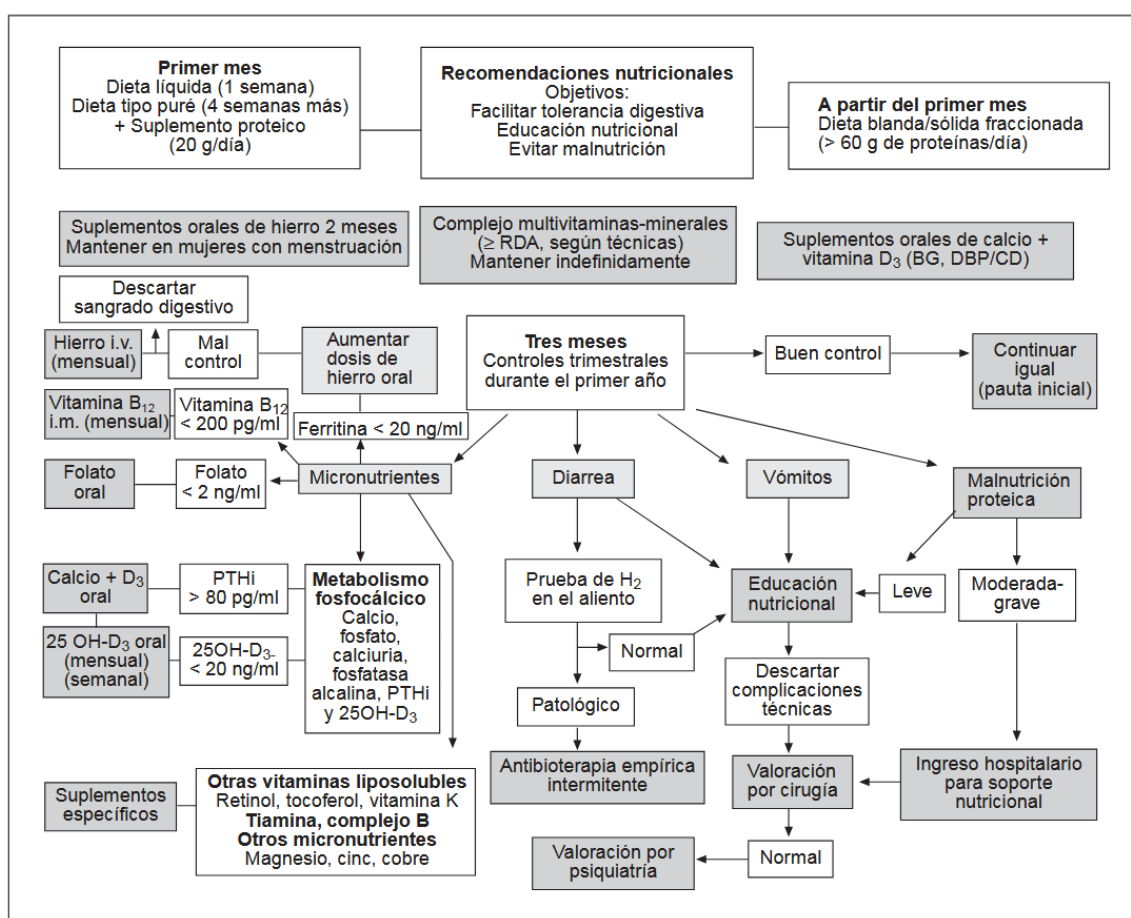 Primer mes
Dieta líquida (1 semana)
Dieta tipo puré (4 semanas más)
+ Suplemento proteico
(20 g/día)
Recomendaciones nutricionales
Objetivos:
Facilitar tolerancia digestiva
Educación nutricional
Evitar malnutrición
A partir del primer mes
Dieta blanda/sólida fraccionada
(> 60 g de proteínas/día)
Suplementos orales de hierro 2 meses
Mantener en mujeres con menstruación
Complejo multivitaminas-minerales
(≥ RDA, según técnicas)
Mantener indefinidamente
Suplementos orales de calcio +
vitamina D3 (BG, DBP/CD)
Descartar
sangrado digestivo
Hierro i.v.
(mensual)
Mal
control
Aumentar
dosis de
hierro oral
Tres meses
Controles trimestrales
durante el primer año
Buen control
Continuar
igual
(pauta inicial)
Vitamina B12
i.m. (mensual)
Vitamina B12
< 200 pg/ml
Ferritina < 20 ng/ml
Folato
oral
Folato
< 2 ng/ml
Micronutrientes
Diarrea
Vómitos
Malnutrición
proteica
Calcio + D3
oral
PTHi
> 80 pg/ml
Metabolismo
fosfocálcico
Calcio,
fosfato,
calciuria,
fosfatasa
alcalina, PTHi
y 25OH-D3
25 OH-D3 oral
(mensual)
(semanal)
25OH-D3-
< 20 ng/ml
Prueba de H2
en el aliento
Educación
nutricional
Leve
Moderada-
grave
Normal
Patológico
Descartar
complicaciones
técnicas
Antibioterapia empírica
intermitente
Valoración
por cirugía
Ingreso hospitalario
para soporte
nutricional
Suplementos
específicos
Otras vitaminas liposolubles
Retinol, tocoferol, vitamina K
Tiamina, complejo B
Otros micronutrientes
Magnesio, cinc, cobre
Valoración por
psiquiatría
Normal